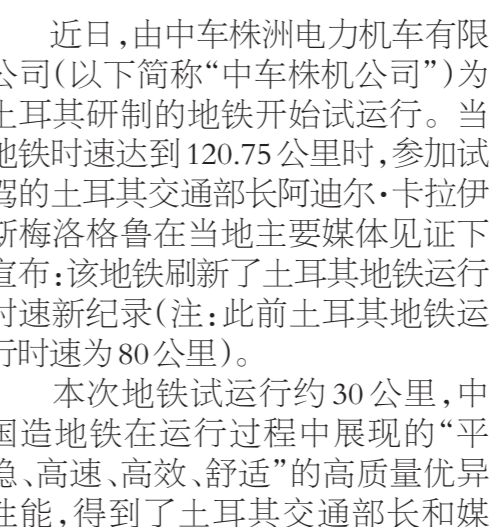 近日,由中车株洲电力机车有限
公司(以下简称“中车株机公司”)为
土耳其研制的地铁开始试运行。当
地铁时速达到120.75公里时,参加试
驾的土耳其交通部长阿迪尔·卡拉伊
斯梅洛格鲁在当地主要媒体见证下
宣布:该地铁刷新了土耳其地铁运行
时速新纪录(注:此前土耳其地铁运
行时速为80公里)。
本次地铁试运行约30公里,中
国造地铁在运行过程中展现的“平
稳、高速、高效、舒适”的高质量优异
性能,得到了土耳其交通部长和媒